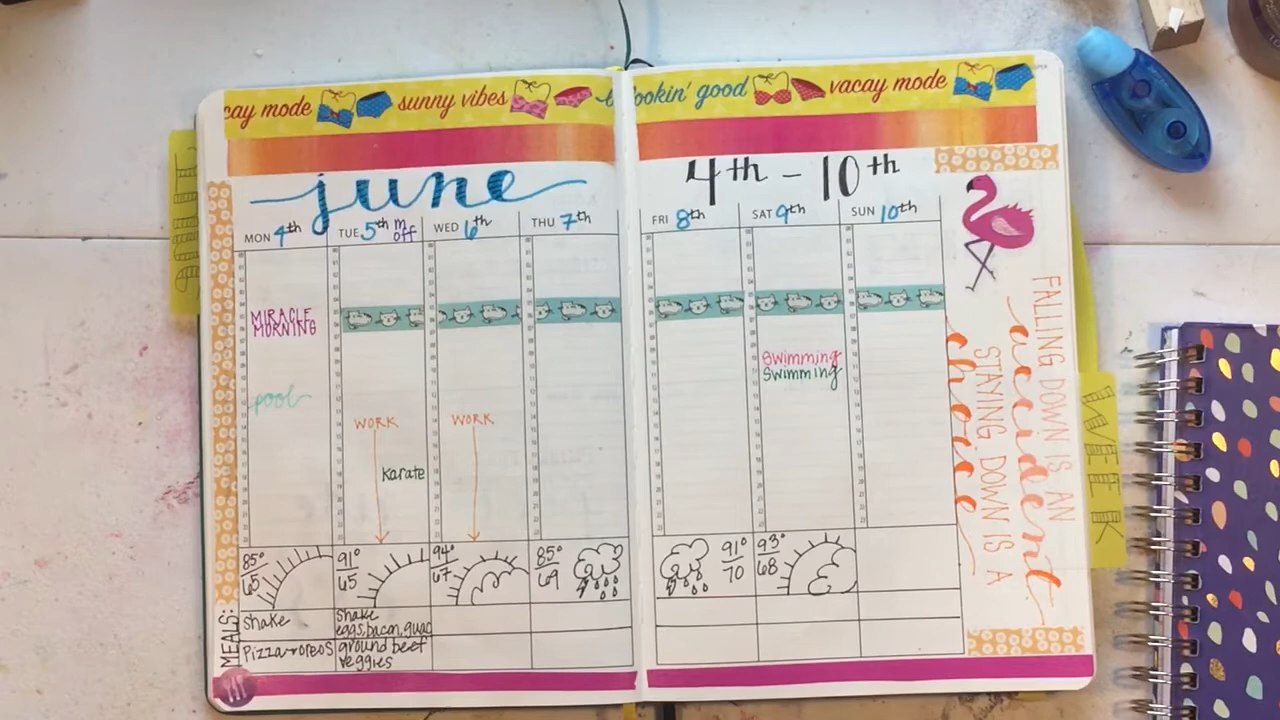 cay mode sunny vibes lookin' good vacay mode
june 4th - 10th
MON 4th TUE 5th m off WED 6th THU 7th FRI 8th SAT 9th SUN 10th
MIRACLE
MORNING
Swimming
Swimming
pool
WORK WORK
Karate
85° 91° 94° 85° 91° 93°
65 65 67 69 70 68
MEALS:
Shake Shake
eggs, bacon, guac
Pizza + OREOS ground beef
veggies
FALLING DOWN IS AN
accident
STAYING DOWN IS A
choice
JUNE
WEEK